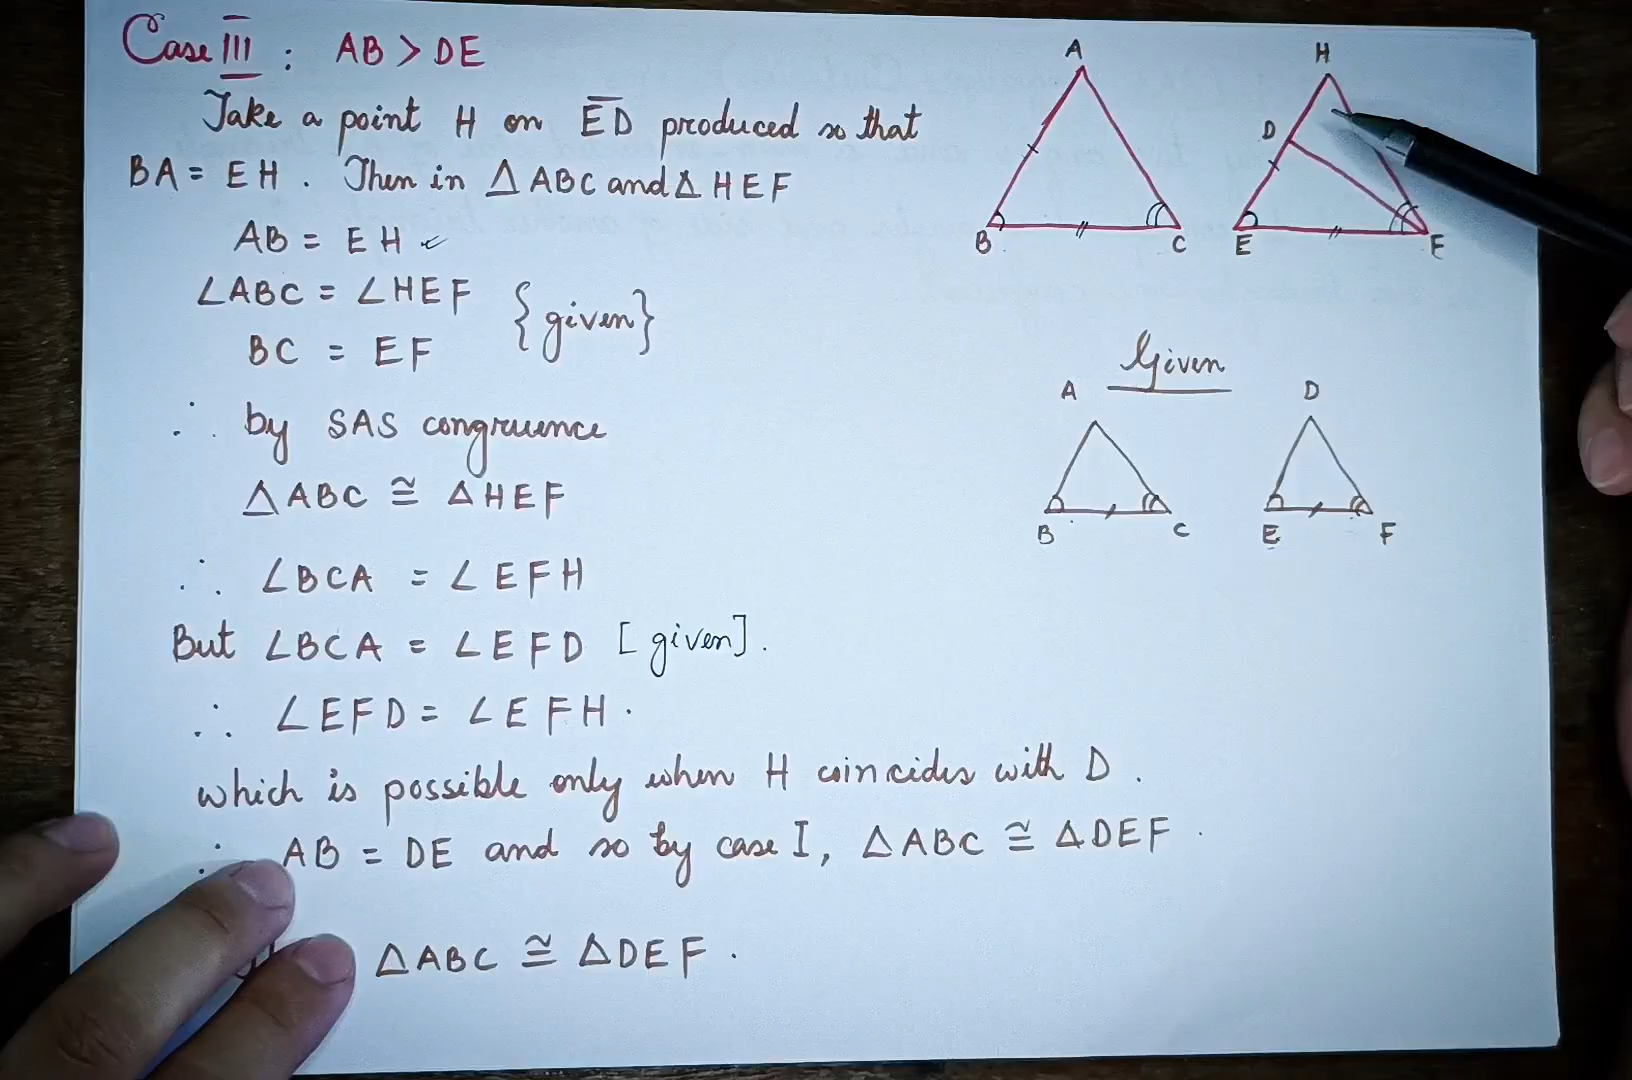 Case III : AB > DE
Take a point H on ED produced so that
BA = EH . Then in △ ABC and △ HEF
AB = EH
∠ABC = ∠HEF
BC = EF
{given}
∴ by SAS congruence
△ABC ≅ △HEF
∴ ∠BCA = ∠EFH
But ∠BCA = ∠EFD [given].
∴ ∠EFD = ∠EFH .
which is possible only when H coincides with D .
∴ AB = DE and so by case I, △ABC ≅ △DEF .
△ABC ≅ △DEF .
A
B
C
H
D
E
F
Given
A
B
C
D
E
F